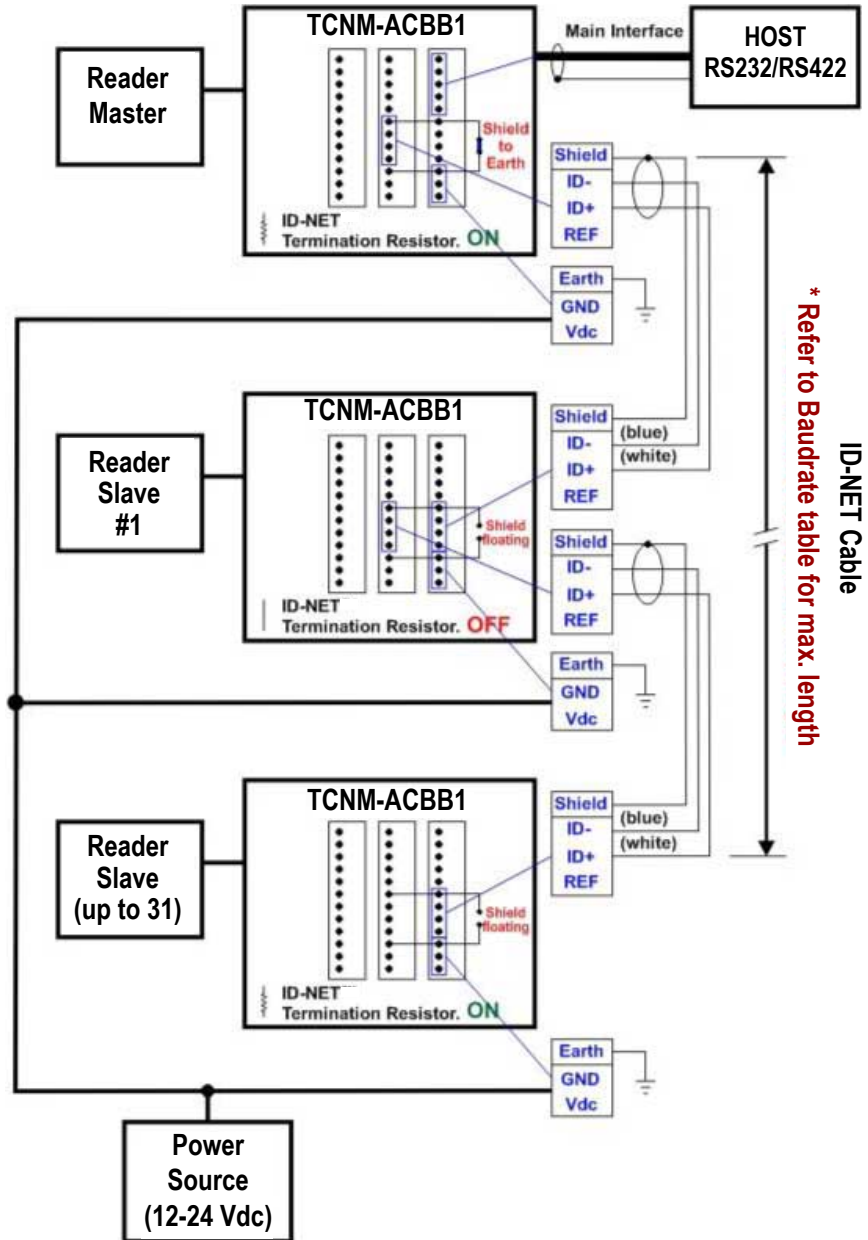 TCNM-ACBB1
Reader
Master
Main Interface
HOST
RS232/RS422
Shield
to
Earth
ID-NET
Termination Resistor. ON
Shield
ID-
ID+
REF
Earth
GND
Vdc
TCNM-ACBB1
Reader
Slave
#1
Shield
floating
ID-NET
Termination Resistor. OFF
Shield
ID-
(blue)
ID+
(white)
REF
Shield
ID-
ID+
REF
Earth
GND
Vdc
ID-NET Cable
* Refer to Baudrate table for max. length
TCNM-ACBB1
Reader
Slave
(up to 31)
Shield
floating
ID-NET
Termination Resistor. ON
Shield
ID-
(blue)
ID+
(white)
REF
Earth
GND
Vdc
Power
Source
(12-24 Vdc)